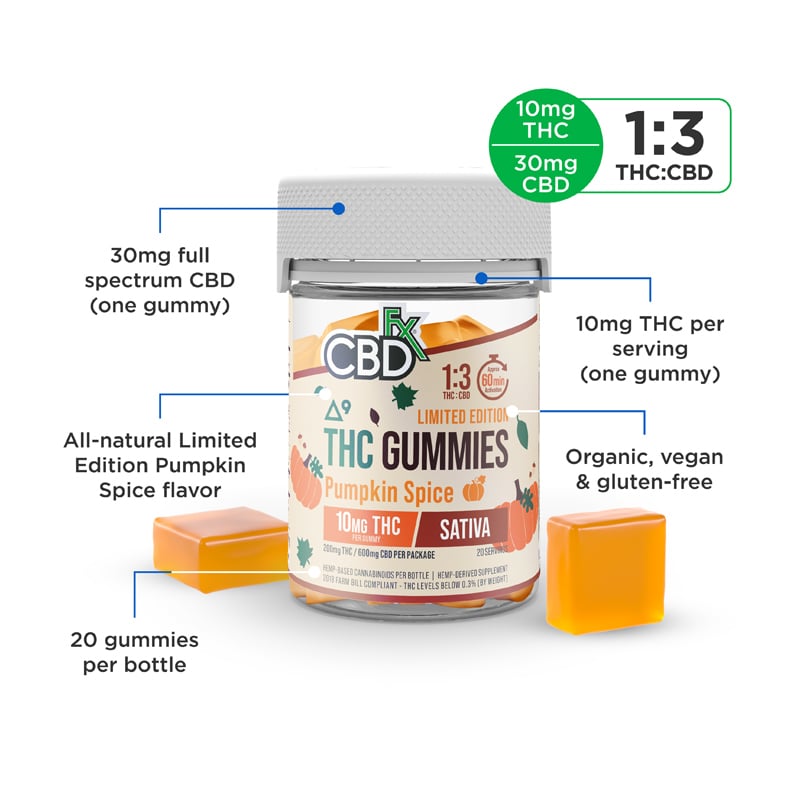 10mg
THC
30mg
CBD
1:3
THC:CBD
30mg full
spectrum CBD
(one gummy)
10mg THC per
serving
(one gummy)
All-natural Limited
Edition Pumpkin
Spice flavor
Organic, vegan
& gluten-free
20 gummies
per bottle
CBD FX
1:3
THC:CBD
Approx
60 min
Activation
Δ9
LIMITED EDITION
THC GUMMIES
Pumpkin Spice
10MG THC
PER GUMMY
SATIVA
200mg THC / 600mg CBD PER PACKAGE
20 SERVINGS
HEMP-BASED CANNABINOIDS PER BOTTLE | HEMP-DERIVED SUPPLEMENT
2018 FARM BILL COMPLIANT - THC LEVELS BELOW 0.3% (BY WEIGHT)